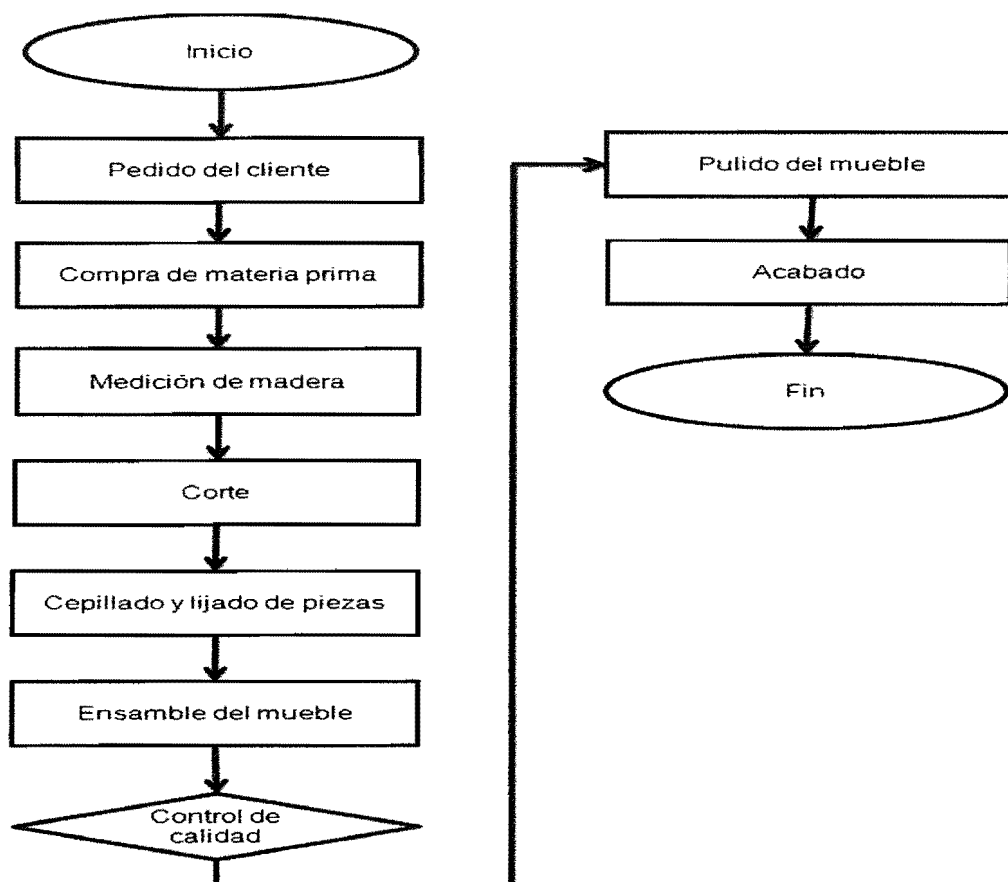 Inicio
Pedido del cliente
Compra de materia prima
Medición de madera
Corte
Cepillado y lijado de piezas
Ensamble del mueble
Control de
calidad
Pulido del mueble
Acabado
Fin